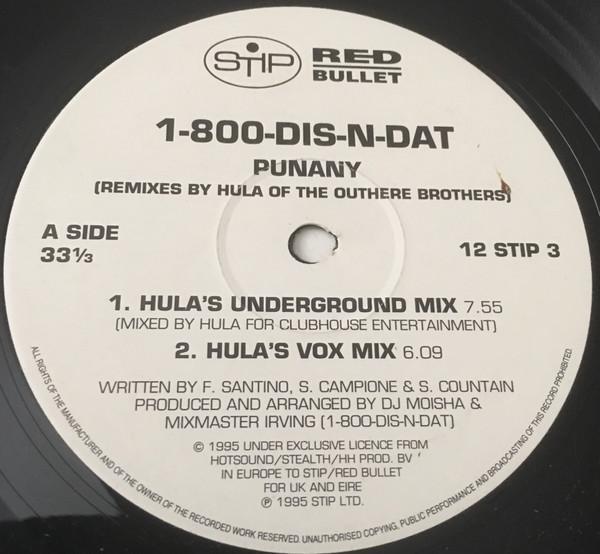 STIP RED BULLET
1-800-DIS-N-DAT
PUNANY
(REMIXES BY HULA OF THE OUTHERE BROTHERS)
A SIDE
33⅓
12 STIP 3
1. HULA'S UNDERGROUND MIX 7.55
(MIXED BY HULA FOR CLUBHOUSE ENTERTAINMENT)
2. HULA'S VOX MIX 6.09
WRITTEN BY F. SANTINO, S. CAMPIONE & S. COUNTAIN
PRODUCED AND ARRANGED BY DJ MOISHA &
MIXMASTER IRVING (1-800-DIS-N-DAT)
© 1995 UNDER EXCLUSIVE LICENCE FROM
HOTSOUND/STEALTH/HH PROD. BV'
IN EUROPE TO STIP/RED BULLET
FOR UK AND EIRE
℗ 1995 STIP LTD.
ALL RIGHTS OF THE MANUFACTURER AND OF THE OWNER OF THE RECORDED WORK RESERVED. UNAUTHORISED COPYING, PUBLIC PERFORMANCE AND BROADCASTING OF THIS RECORD PROHIBITED.